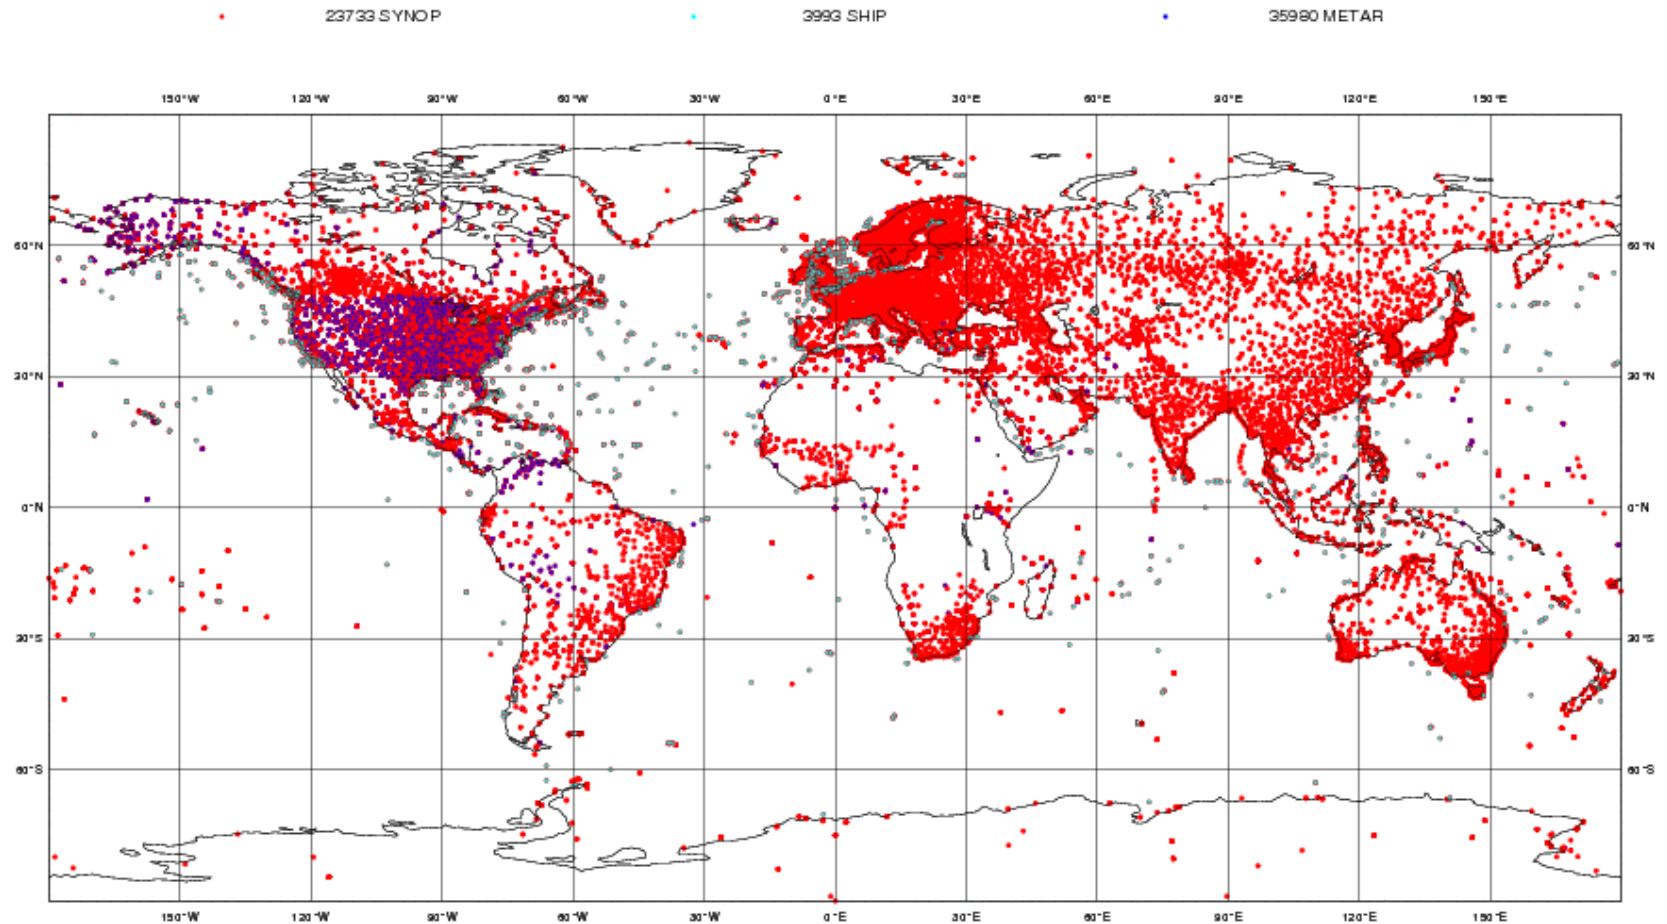 23733 SYNOP 3993 SHIP 35980 METAR
150°W 120°W 90°W 60°W 30°W 0°E 30°E 60°E 90°E 120°E 150°E
60°N 60°N
30°N 30°N
0°N 0°N
30°S 30°S
60°S 60°S
150°W 120°W 90°W 60°W 30°W 0°E 30°E 60°E 90°E 120°E 150°E